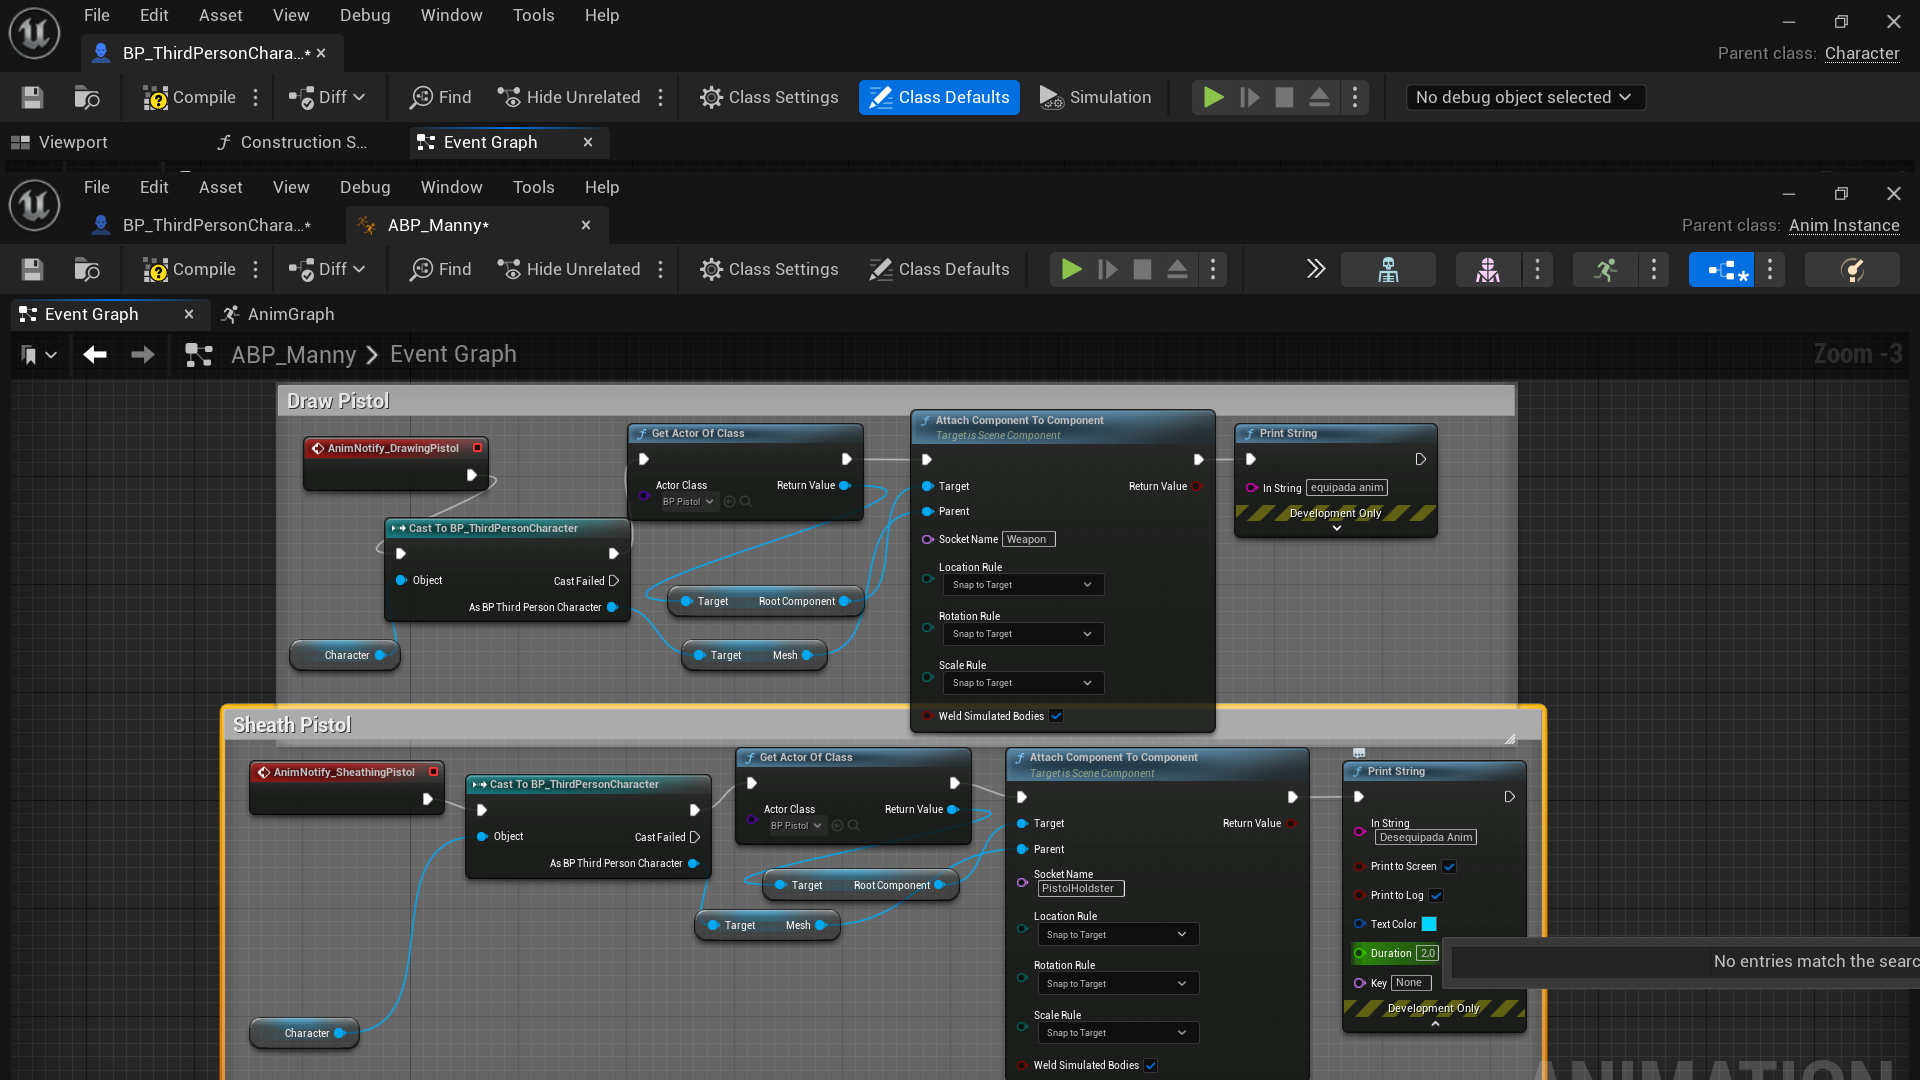 File Edit Asset View Debug Window Tools Help
BP_ThirdPersonChara...*
Parent class: Character
Compile Diff Find Hide Unrelated Class Settings Class Defaults Simulation No debug object selected
Viewport Construction S... Event Graph
File Edit Asset View Debug Window Tools Help
BP_ThirdPersonChara...* ABP_Manny*
Parent class: Anim Instance
Compile Diff Find Hide Unrelated Class Settings Class Defaults
Event Graph AnimGraph
ABP_Manny > Event Graph
Zoom -3
Draw Pistol
AnimNotify_DrawingPistol
Cast To BP_ThirdPersonCharacter
Object Cast Failed
As BP Third Person Character
Character
Get Actor Of Class
Actor Class Return Value
BP Pistol
Target Root Component
Target Mesh
Attach Component To Component
Target is Scene Component
Target Return Value
Parent
Socket Name Weapon
Location Rule
Snap to Target
Rotation Rule
Snap to Target
Scale Rule
Snap to Target
Weld Simulated Bodies
Print String
In String equipada anim
Development Only
Sheath Pistol
AnimNotify_SheathingPistol
Cast To BP_ThirdPersonCharacter
Object Cast Failed
As BP Third Person Character
Character
Get Actor Of Class
Actor Class Return Value
BP Pistol
Target Root Component
Target Mesh
Attach Component To Component
Target is Scene Component
Target Return Value
Parent
Socket Name
PistolHoldster
Location Rule
Snap to Target
Rotation Rule
Snap to Target
Scale Rule
Snap to Target
Weld Simulated Bodies
Print String
In String
Desequipada Anim
Print to Screen
Print to Log
Text Color
Duration 2,0
Key None
Development Only
No entries match the searc
ANIMATION